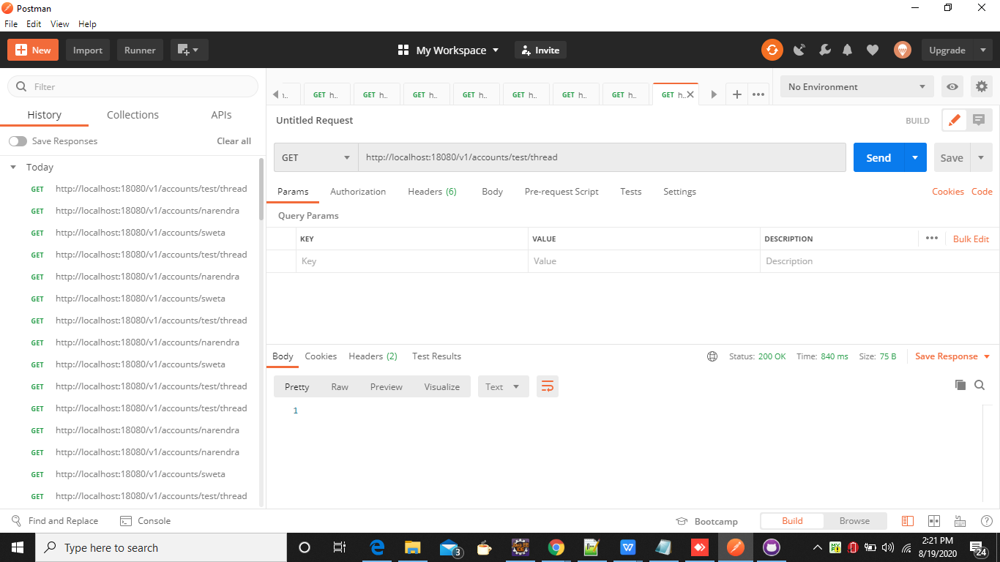 Postman
File Edit View Help
New Import Runner My Workspace Invite Upgrade
Filter
History Collections APIs
Save Responses Clear all
Today
GET http://localhost:18080/v1/accounts/test/thread
GET http://localhost:18080/v1/accounts/narendra
GET http://localhost:18080/v1/accounts/sweta
GET http://localhost:18080/v1/accounts/test/thread
GET http://localhost:18080/v1/accounts/narendra
GET http://localhost:18080/v1/accounts/sweta
GET http://localhost:18080/v1/accounts/test/thread
GET http://localhost:18080/v1/accounts/narendra
GET http://localhost:18080/v1/accounts/sweta
GET http://localhost:18080/v1/accounts/test/thread
GET http://localhost:18080/v1/accounts/test/thread
GET http://localhost:18080/v1/accounts/narendra
GET http://localhost:18080/v1/accounts/narendra
GET http://localhost:18080/v1/accounts/sweta
GET http://localhost:18080/v1/accounts/test/thread
GET h.. GET h.. GET h.. GET h.. GET h.. GET h.. GET h.. GET h.. No Environment
Untitled Request BUILD
GET http://localhost:18080/v1/accounts/test/thread Send Save
Params Authorization Headers (6) Body Pre-request Script Tests Settings Cookies Code
Query Params
KEY VALUE DESCRIPTION Bulk Edit
Key Value Description
Body Cookies Headers (2) Test Results Status: 200 OK Time: 840 ms Size: 75 B Save Response
Pretty Raw Preview Visualize Text
1
Find and Replace Console Bootcamp Build Browse
Type here to search
3
2:21 PM
8/19/2020
24